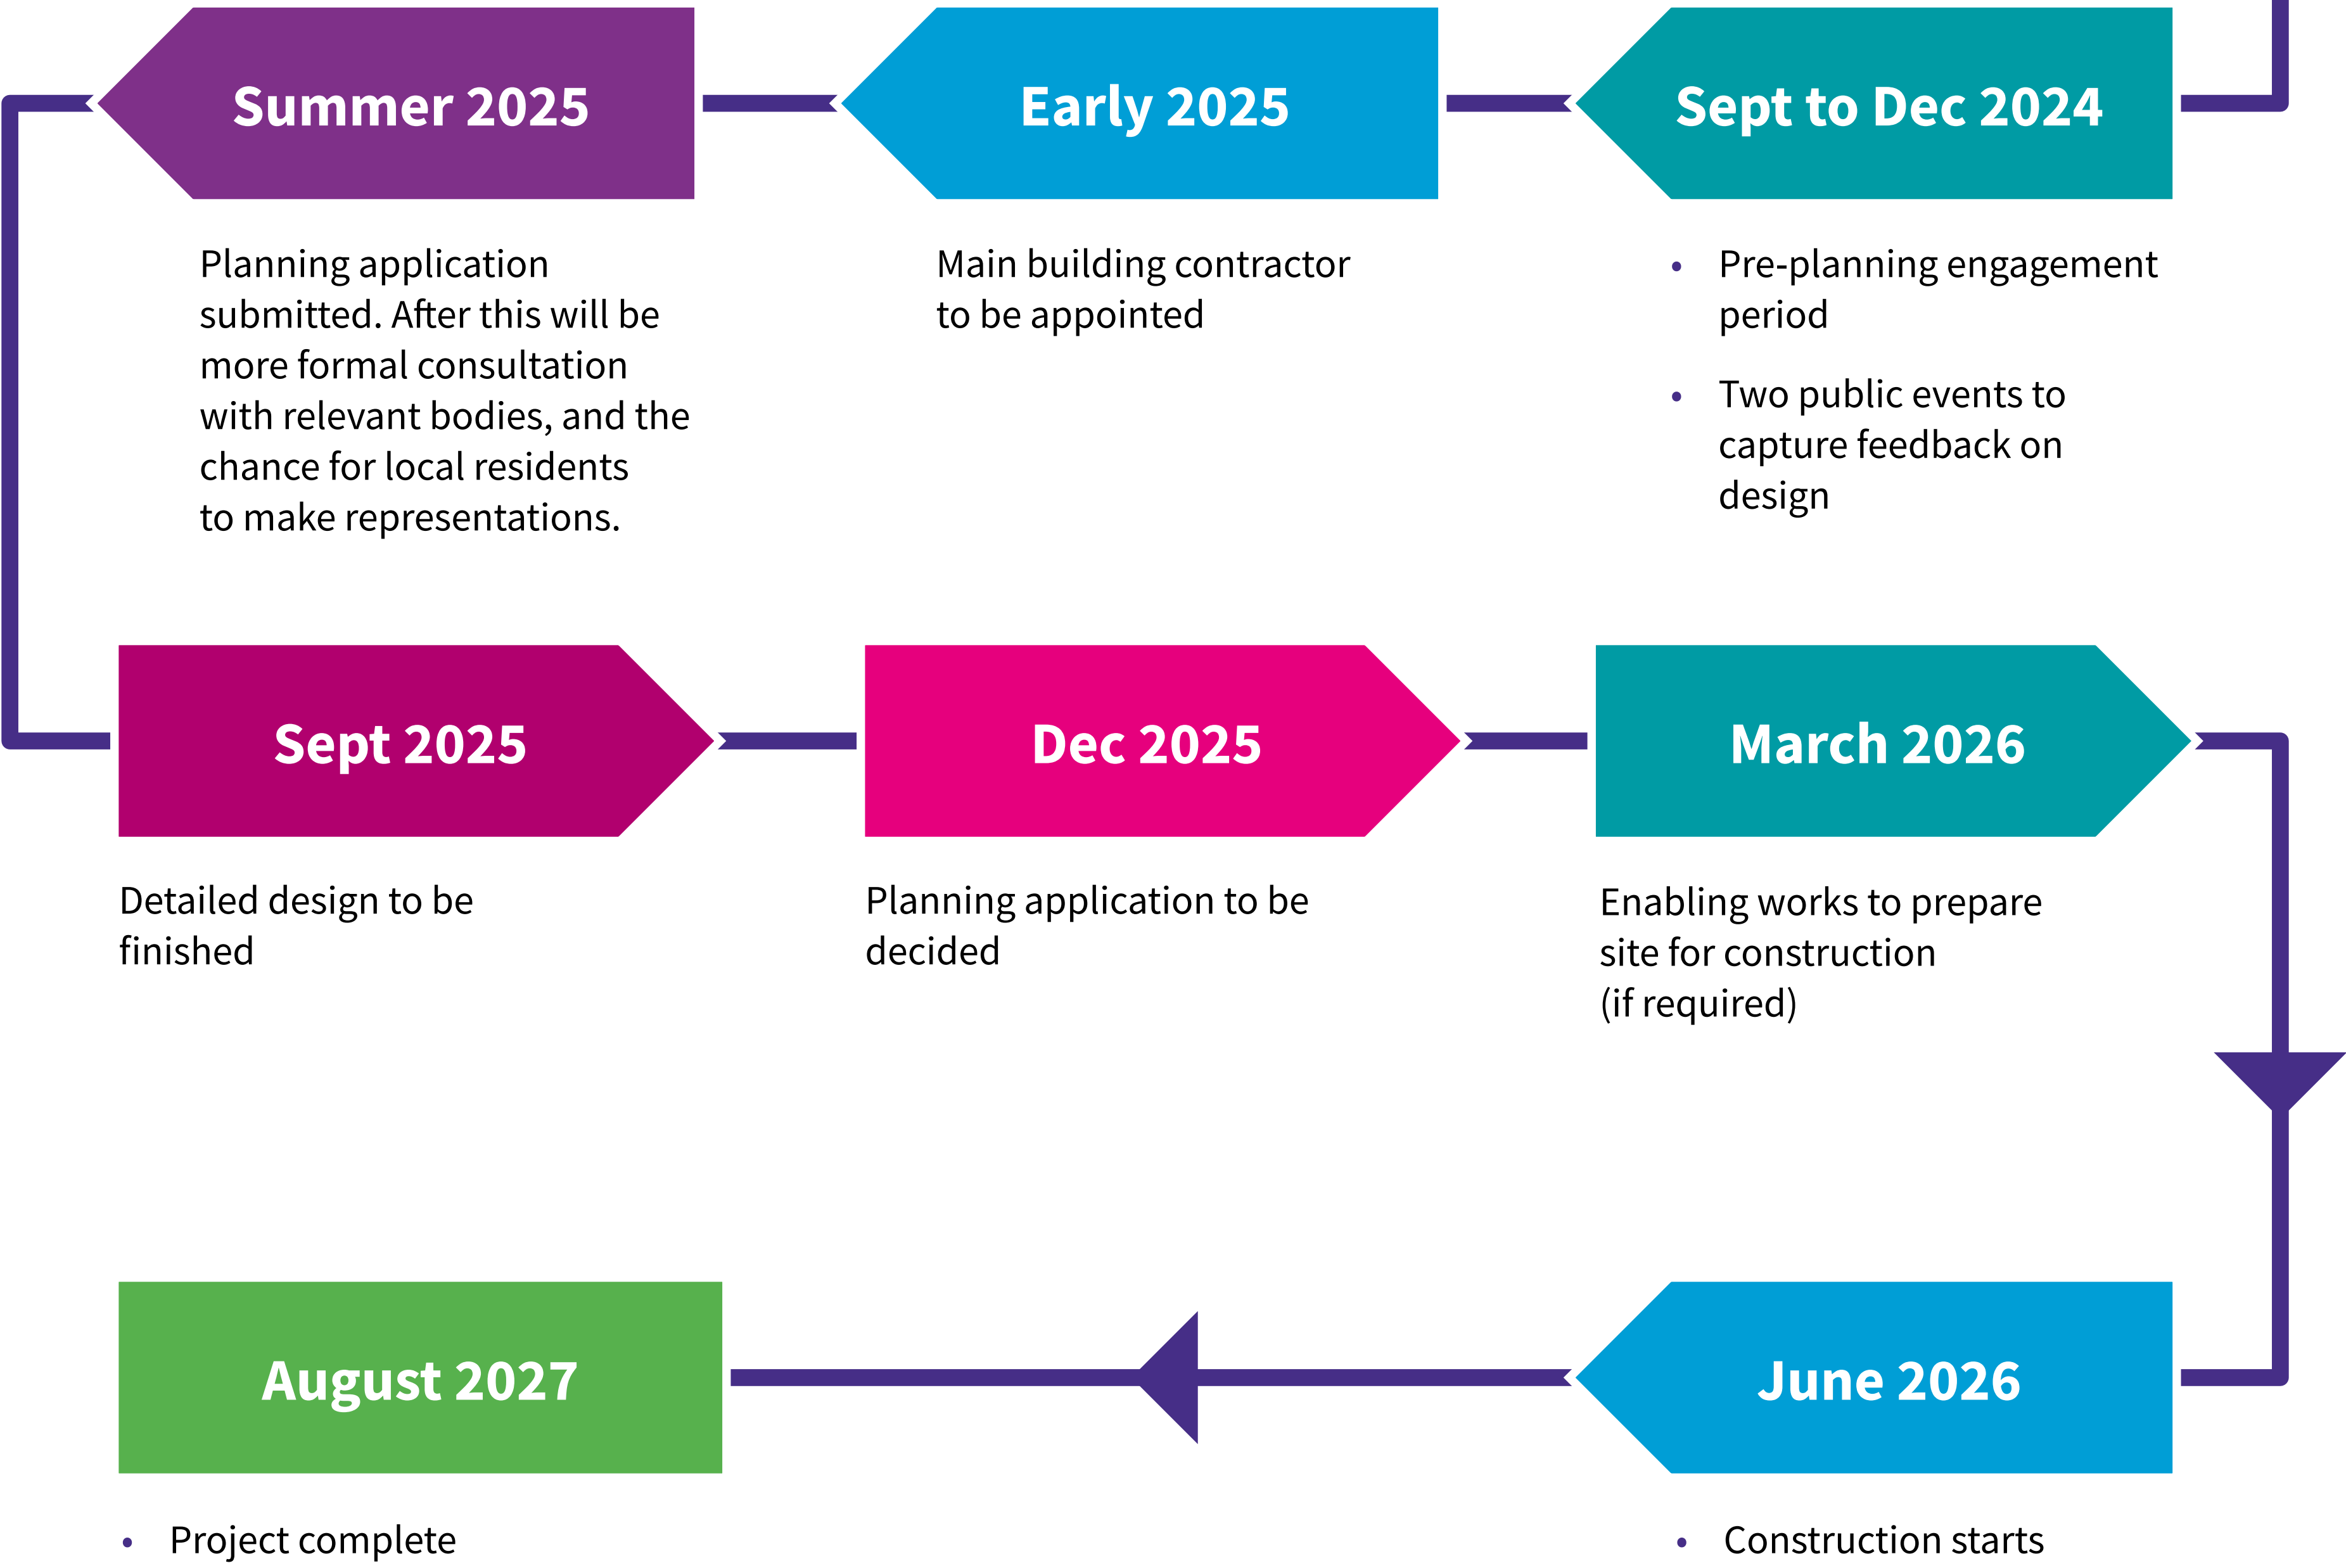 Sept to Dec 2024
• Pre-planning engagement
period
• Two public events to
capture feedback on
design
Early 2025
Main building contractor
to be appointed
Summer 2025
Planning application
submitted. After this will be
more formal consultation
with relevant bodies, and the
chance for local residents
to make representations.
Sept 2025
Detailed design to be
finished
Dec 2025
Planning application to be
decided
March 2026
Enabling works to prepare
site for construction
(if required)
June 2026
• Construction starts
August 2027
• Project complete